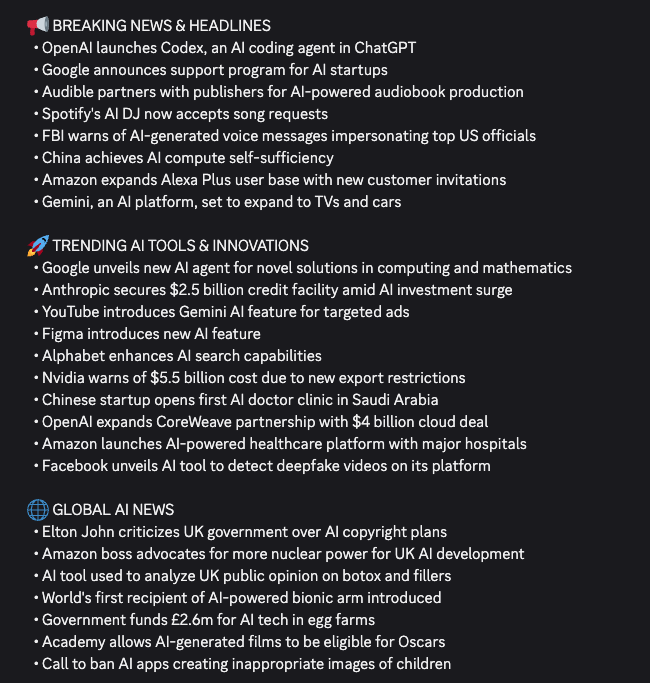 BREAKING NEWS & HEADLINES
• OpenAI launches Codex, an AI coding agent in ChatGPT
• Google announces support program for AI startups
• Audible partners with publishers for AI-powered audiobook production
• Spotify's AI DJ now accepts song requests
• FBI warns of AI-generated voice messages impersonating top US officials
• China achieves AI compute self-sufficiency
• Amazon expands Alexa Plus user base with new customer invitations
• Gemini, an AI platform, set to expand to TVs and cars
TRENDING AI TOOLS & INNOVATIONS
• Google unveils new AI agent for novel solutions in computing and mathematics
• Anthropic secures $2.5 billion credit facility amid AI investment surge
• YouTube introduces Gemini AI feature for targeted ads
• Figma introduces new AI feature
• Alphabet enhances AI search capabilities
• Nvidia warns of $5.5 billion cost due to new export restrictions
• Chinese startup opens first AI doctor clinic in Saudi Arabia
• OpenAI expands CoreWeave partnership with $4 billion cloud deal
• Amazon launches AI-powered healthcare platform with major hospitals
• Facebook unveils AI tool to detect deepfake videos on its platform
GLOBAL AI NEWS
• Elton John criticizes UK government over AI copyright plans
• Amazon boss advocates for more nuclear power for UK AI development
• AI tool used to analyze UK public opinion on botox and fillers
• World's first recipient of AI-powered bionic arm introduced
• Government funds £2.6m for AI tech in egg farms
• Academy allows AI-generated films to be eligible for Oscars
• Call to ban AI apps creating inappropriate images of children